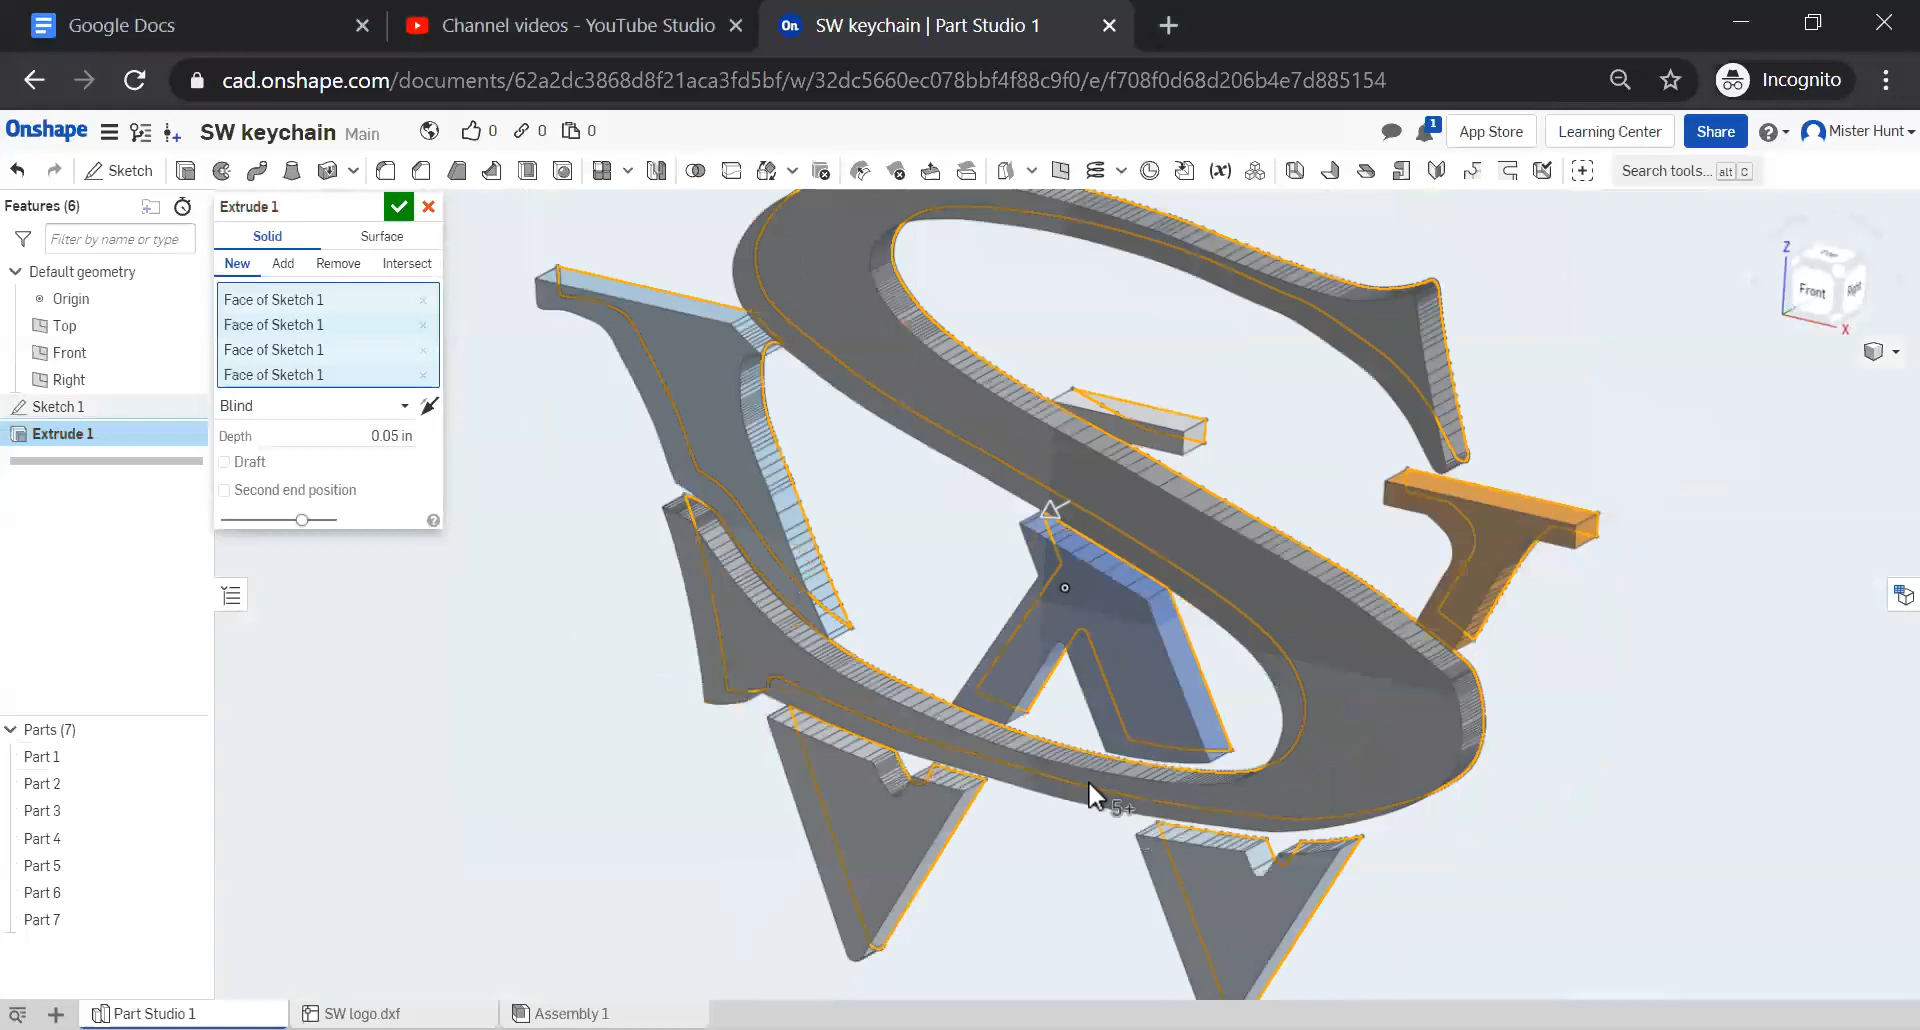 Google Docs
Channel videos - YouTube Studio
On
SW keychain | Part Studio 1
cad.onshape.com/documents/62a2dc3868d8f21aca3fd5bf/w/32dc5660ec078bbf4f88c9f0/e/f708f0d68d206b4e7d885154
Incognito
Onshape
SW keychain Main
0
0
0
1
App Store
Learning Center
Share
?
Mister Hunt
Sketch
(x)
Search tools... alt C
Features (6)
Filter by name or type
Default geometry
Origin
Top
Front
Right
Sketch 1
Extrude 1
Extrude 1
Solid Surface
New Add Remove Intersect
Face of Sketch 1
Face of Sketch 1
Face of Sketch 1
Face of Sketch 1
Blind
Depth 0.05 in
Draft
Second end position
?
Z
Front
Right
X
5+
Parts (7)
Part 1
Part 2
Part 3
Part 4
Part 5
Part 6
Part 7
Part Studio 1
SW logo.dxf
Assembly 1